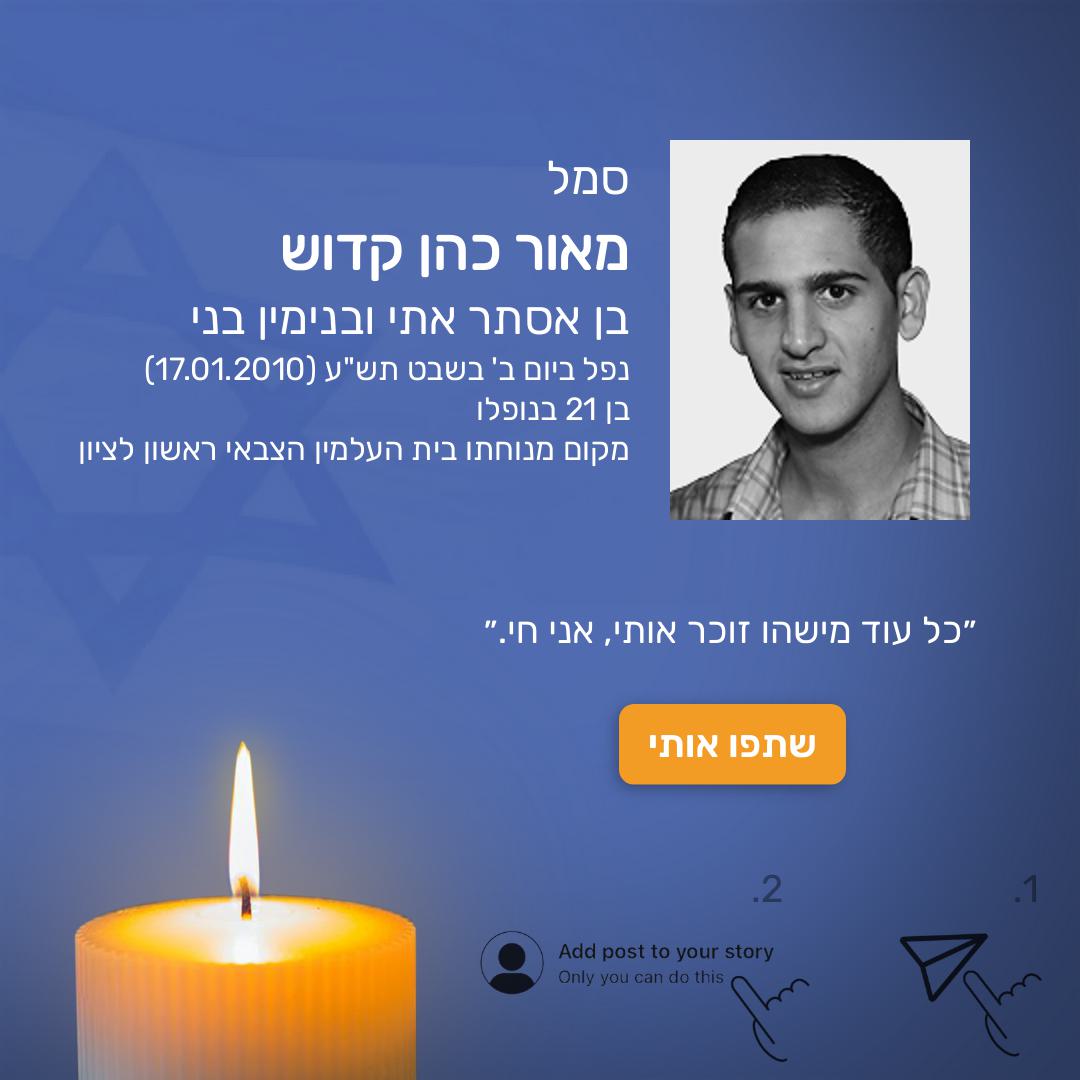 סמל
מאור כהן קדוש
בן אסתר אתי ובנימין בני
נפל ביום ב' בשבט תש"ע (17.01.2010)
בן 21 בנופלו
מקום מנוחתו בית העלמין הצבאי ראשון לציון
״כל עוד מישהו זוכר אותי, אני חי.״
שתפו אותי
1.
2.
Add post to your story
Only you can do this